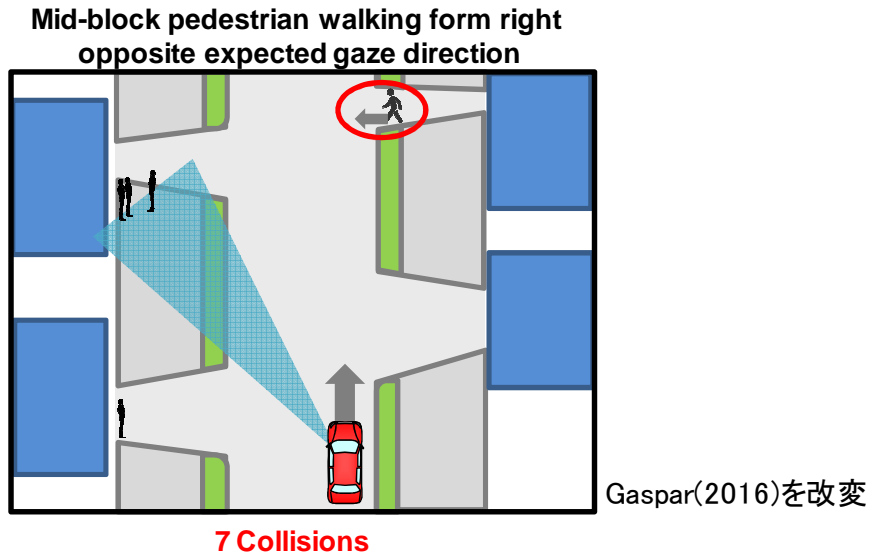 Mid-block pedestrian walking form right
opposite expected gaze direction
Gaspar(2016)を改変
7 Collisions